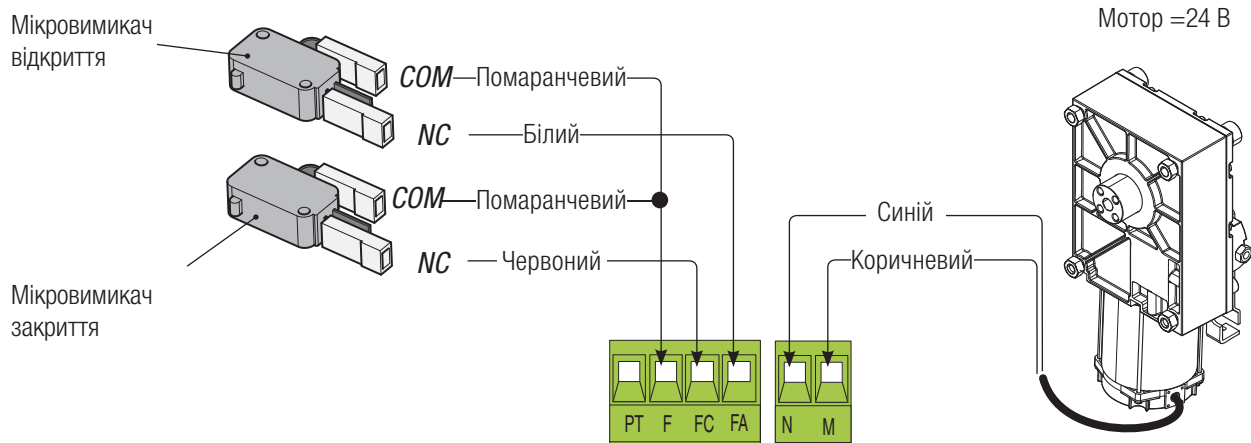 Мікровимикач
відкриття
Мотор =24 В
COM
Помаранчевий
NC
Білий
COM
Помаранчевий
NC
Червоний
Синій
Коричневий
Мікровимикач
закриття
PT F FC FA N M